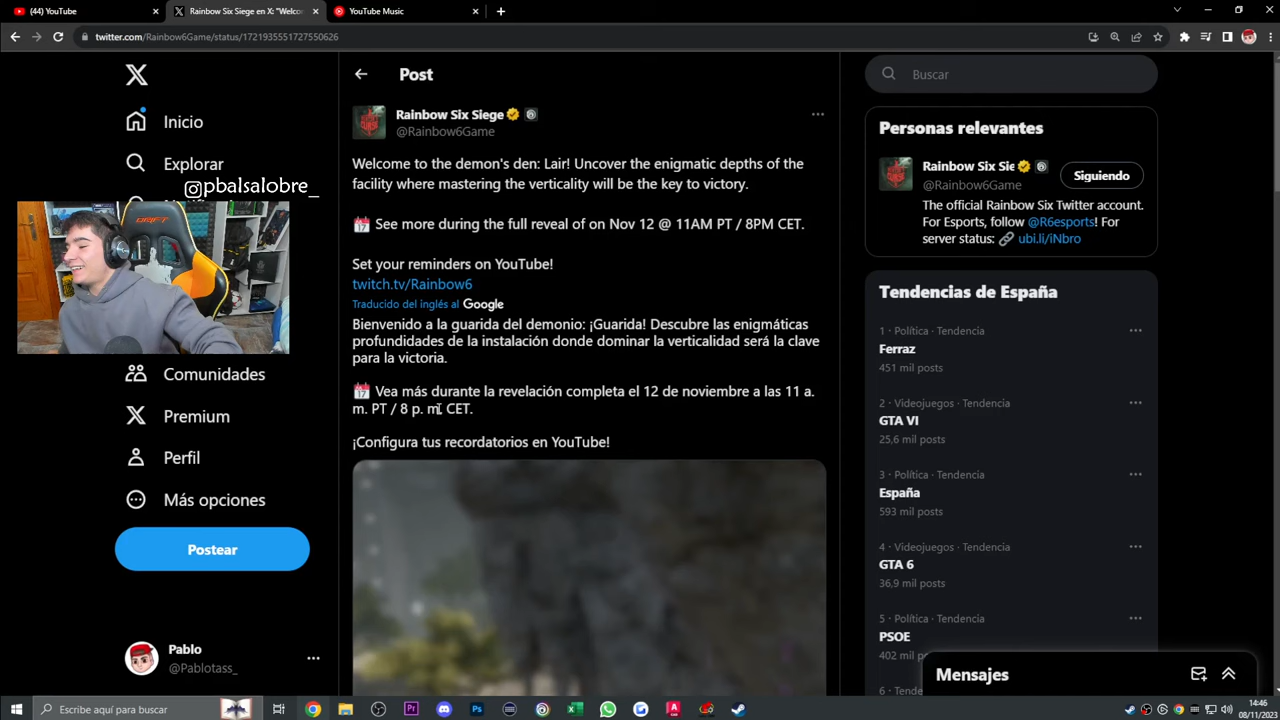 (44) YouTube
Rainbow Six Siege en X: "Welco
YouTube Music
twitter.com/Rainbow6Game/status/1721935551727550626
Inicio
Explorar
@pbalsalobre_
Comunidades
Premium
Perfil
Más opciones
Postear
Pablo
@Pablotass_
Post
Rainbow Six Siege
@Rainbow6Game
Welcome to the demon's den: Lair! Uncover the enigmatic depths of the
facility where mastering the verticality will be the key to victory.
See more during the full reveal of on Nov 12 @ 11AM PT / 8PM CET.
Set your reminders on YouTube!
twitch.tv/Rainbow6
Traducido del inglés al Google
Bienvenido a la guarida del demonio: ¡Guarida! Descubre las enigmáticas
profundidades de la instalación donde dominar la verticalidad será la clave
para la victoria.
Vea más durante la revelación completa el 12 de noviembre a las 11 a.
m. PT / 8 p. m. CET.
¡Configura tus recordatorios en YouTube!
Buscar
Personas relevantes
Rainbow Six Sie
@Rainbow6Game
Siguiendo
The official Rainbow Six Twitter account.
For Esports, follow @R6esports! For
server status: ubi.li/iNbro
Tendencias de España
1 · Política · Tendencia
Ferraz
451 mil posts
2 · Videojuegos · Tendencia
GTA VI
25,6 mil posts
3 · Política · Tendencia
España
593 mil posts
4 · Videojuegos · Tendencia
GTA 6
36,9 mil posts
5 · Política · Tendencia
PSOE
402 mil
6 · Tende
Mensajes
Escribe aquí para buscar
14:46
08/11/2023